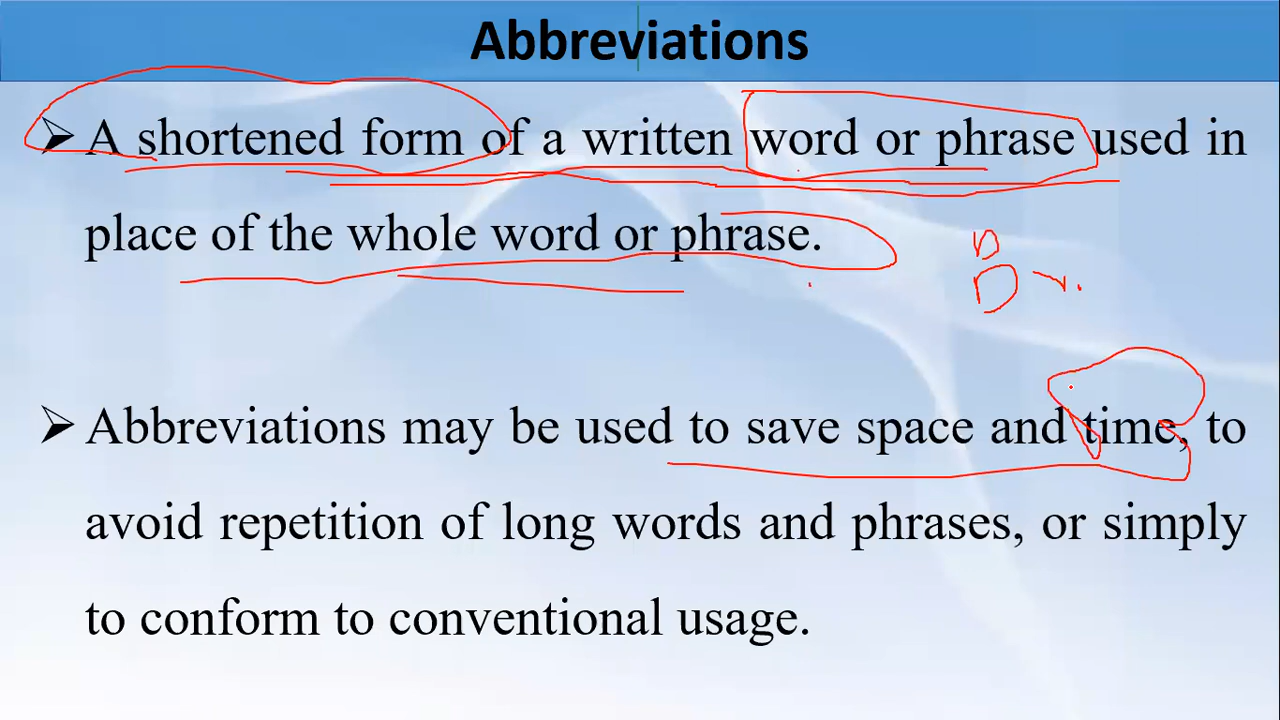 Abbreviations
➢ A shortened form of a written word or phrase used in
place of the whole word or phrase.
➢ Abbreviations may be used to save space and time, to
avoid repetition of long words and phrases, or simply
to conform to conventional usage.